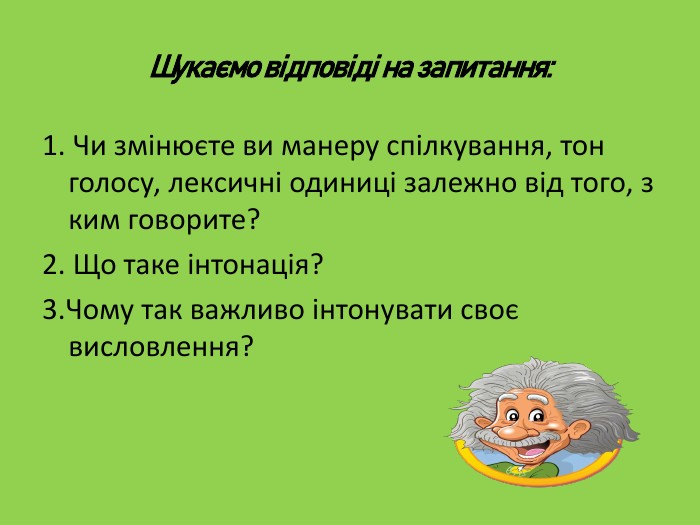 Шукаємо відповіді на запитання:
1. Чи змінюєте ви манеру спілкування, тон
голосу, лексичні одиниці залежно від того, з
ким говорите?
2. Що таке інтонація?
3.Чому так важливо інтонувати своє
висловлення?